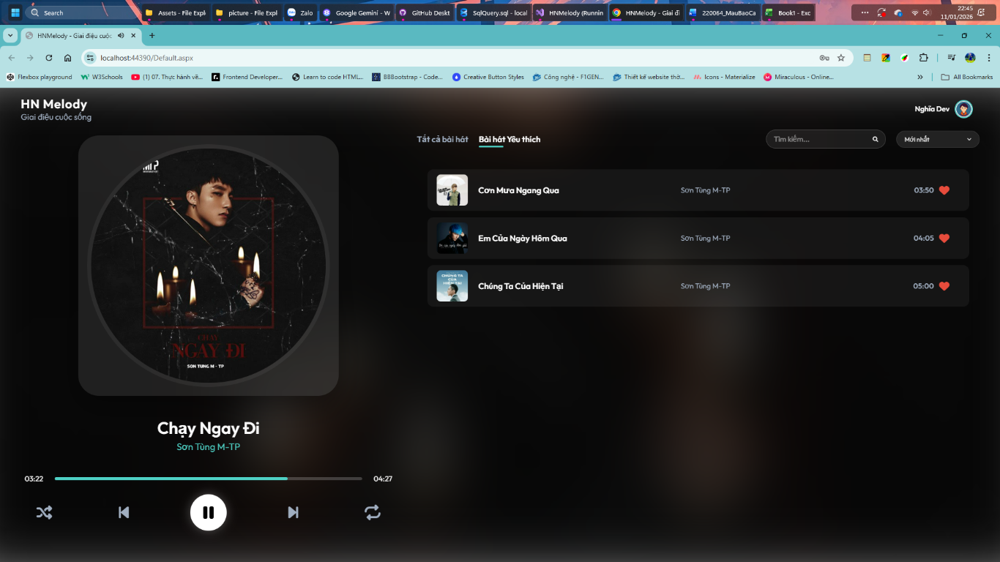 Search
Assets - File Expl
picture - File Expl
Zalo
Google Gemini - W
GitHub Deskt
SqlQuery.sql - local
HNMelody (Runnin
HNMelody - Giai đi
220064_MauBaoCa
Book1 - Exc
22:45
11/01/2026
HNMelody - Giai điệu cuộc
localhost:44390/Default.aspx
Flexbox playground
W3Schools
(1) 07. Thực hành về...
Frontend Developer...
Learn to code HTML...
BBBootstrap - Code...
Creative Button Styles
Công nghệ - F1GEN...
Thiết kế website thờ...
Icons - Materialize
Miraculous - Online...
All Bookmarks
HN Melody
Giai điệu cuộc sống
Nghĩa Dev
Tất cả bài hát
Bài hát Yêu thích
Tìm kiếm...
Mới nhất
Cơn Mưa Ngang Qua
Sơn Tùng M-TP
03:50
Em Của Ngày Hôm Qua
Sơn Tùng M-TP
04:05
CHÚNG TA
CỦA
HIỆN TẠI
Chúng Ta Của Hiện Tại
Sơn Tùng M-TP
05:00
CHẠY
NGAY ĐI
SƠN TÙNG M - TP
Chạy Ngay Đi
Sơn Tùng M-TP
03:22
04:27